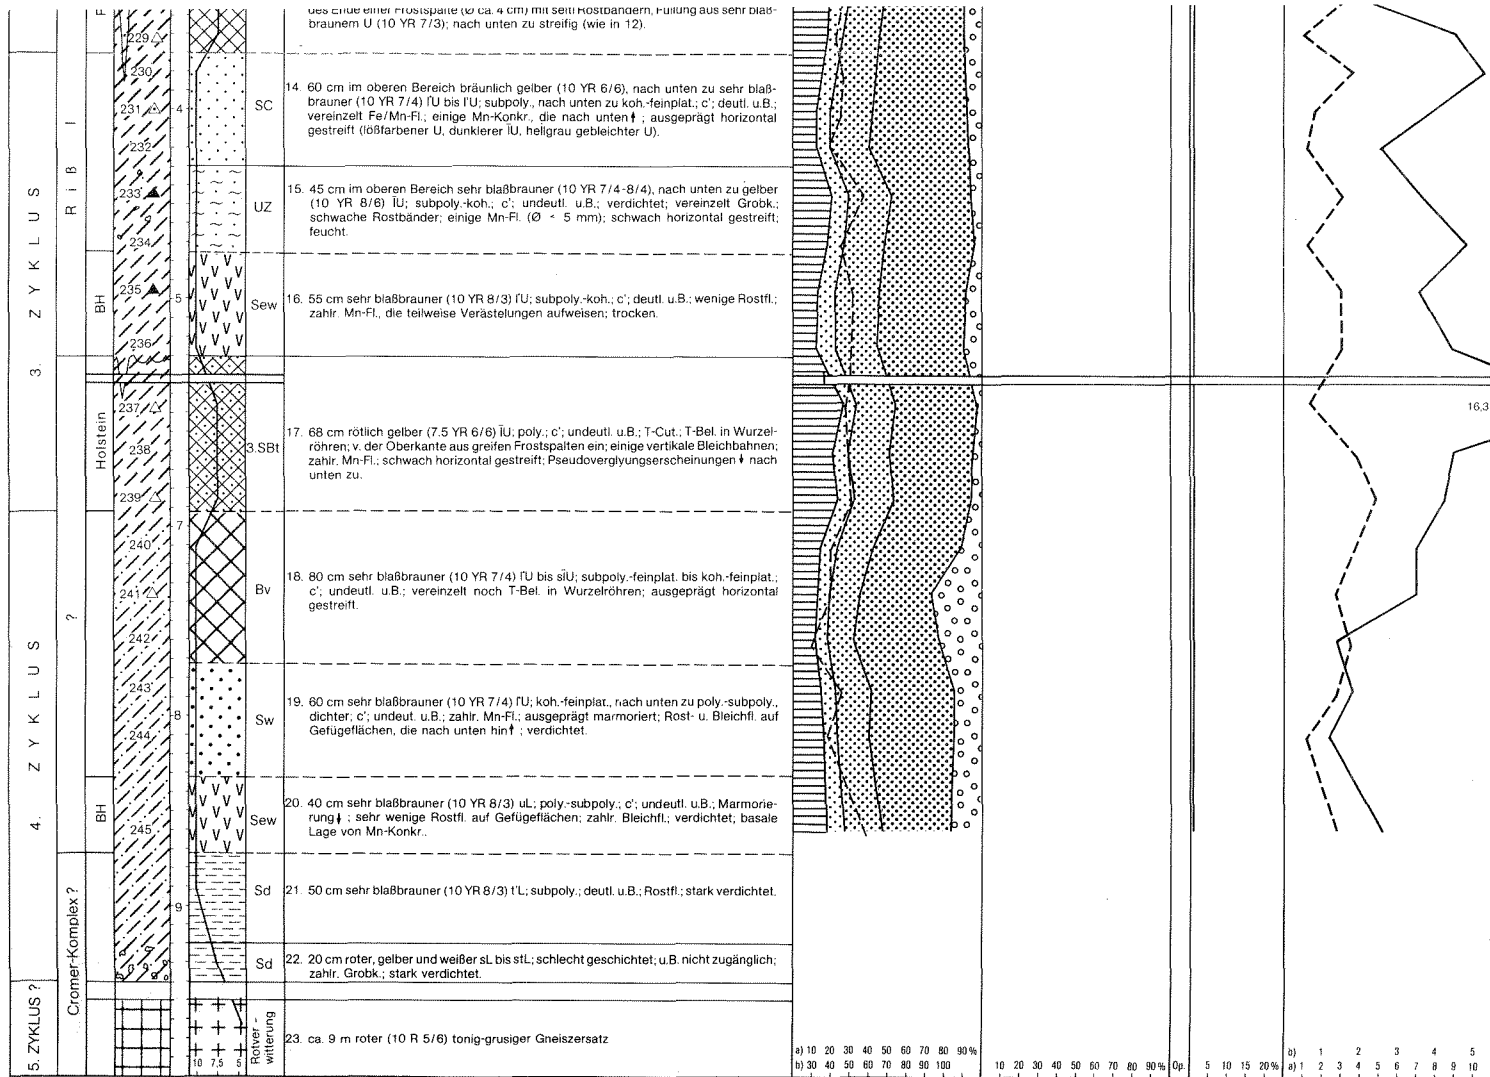 des Ende einer Frostspalte (Ø ca. 4 cm) mit seitl Rostbändern, Füllung aus sehr blaß-
braunem U (10 YR 7/3); nach unten zu streifig (wie in 12).
229
230
231
232
4
SC
14. 60 cm im oberen Bereich bräunlich gelber (10 YR 6/6), nach unten zu sehr blaß-
brauner (10 YR 7/4) l̄'U bis l'U; subpoly., nach unten zu koh.-feinplat.; c'; deutl. u.B.;
vereinzelt Fe/Mn-Fl.; einige Mn-Konkr., die nach unten ↑ ; ausgeprägt horizontal
gestreift (lößfarbener U, dunklerer l̄U, hellgrau gebleichter U).
Riß I
3. ZYKLUS
233
234
UZ
15. 45 cm im oberen Bereich sehr blaßbrauner (10 YR 7/4-8/4), nach unten zu gelber
(10 YR 8/6) l̄U; subpoly.-koh.; c'; undeutl. u.B.; verdichtet; vereinzelt Grobk.;
schwache Rostbänder; einige Mn-Fl. (Ø < 5 mm); schwach horizontal gestreift;
feucht.
BH
235
236
5
Sew
16. 55 cm sehr blaßbrauner (10 YR 8/3) l̄'U; subpoly.-koh.; c'; deutl. u.B.; wenige Rostfl.;
zahlr. Mn-Fl., die teilweise Verästelungen aufweisen; trocken.
Holstein
237
238
239
3.SBt
17. 68 cm rötlich gelber (7.5 YR 6/6) l̄U; poly.; c'; undeutl. u.B.; T-Cut.; T-Bel. in Wurzel-
röhren; v. der Oberkante aus greifen Frostspalten ein; einige vertikale Bleichbahnen;
zahlr. Mn-Fl.; schwach horizontal gestreift; Pseudoverglyungserscheinungen ↓ nach
unten zu.
16,3
?
4. ZYKLUS
7
240
241
242
Bv
18. 80 cm sehr blaßbrauner (10 YR 7/4) l̄'U bis sl̄U; subpoly.-feinplat. bis koh.-feinplat.;
c'; undeutl. u.B.; vereinzelt noch T-Bel. in Wurzelröhren; ausgeprägt horizontal
gestreift.
243
244
8
Sw
19. 60 cm sehr blaßbrauner (10 YR 7/4) l̄'U; koh.-feinplat., nach unten zu poly.-subpoly.,
dichter; c'; undeut. u.B.; zahlr. Mn-Fl.; ausgeprägt marmoriert; Rost- u. Bleichfl. auf
Gefügeflächen, die nach unten hin ↑ ; verdichtet.
BH
245
Sew
20. 40 cm sehr blaßbrauner (10 YR 8/3) uL; poly.-subpoly.; c'; undeutl. u.B.; Marmorie-
rung ↓ ; sehr wenige Rostfl. auf Gefügeflächen; zahlr. Bleichfl.; verdichtet; basale
Lage von Mn-Konkr..
Cromer-Komplex ?
9
Sd
21. 50 cm sehr blaßbrauner (10 YR 8/3) t'L; subpoly.; deutl. u.B.; Rostfl.; stark verdichtet.
Sd
22. 20 cm roter, gelber und weißer sL bis stL; schlecht geschichtet; u.B. nicht zugänglich;
zahlr. Grobk.; stark verdichtet.
5. ZYKLUS ?
Rotver-
witterung
23. ca. 9 m roter (10 R 5/6) tonig-grusiger Gneiszersatz
10 7,5 5
a) 10 20 30 40 50 60 70 80 90 %
b) 30 40 50 60 70 80 90 100
10 20 30 40 50 60 70 80 90 % Op. 5 10 15 20 %
b) 1 2 3 4 5
a) 1 2 3 4 5 6 7 8 9 10